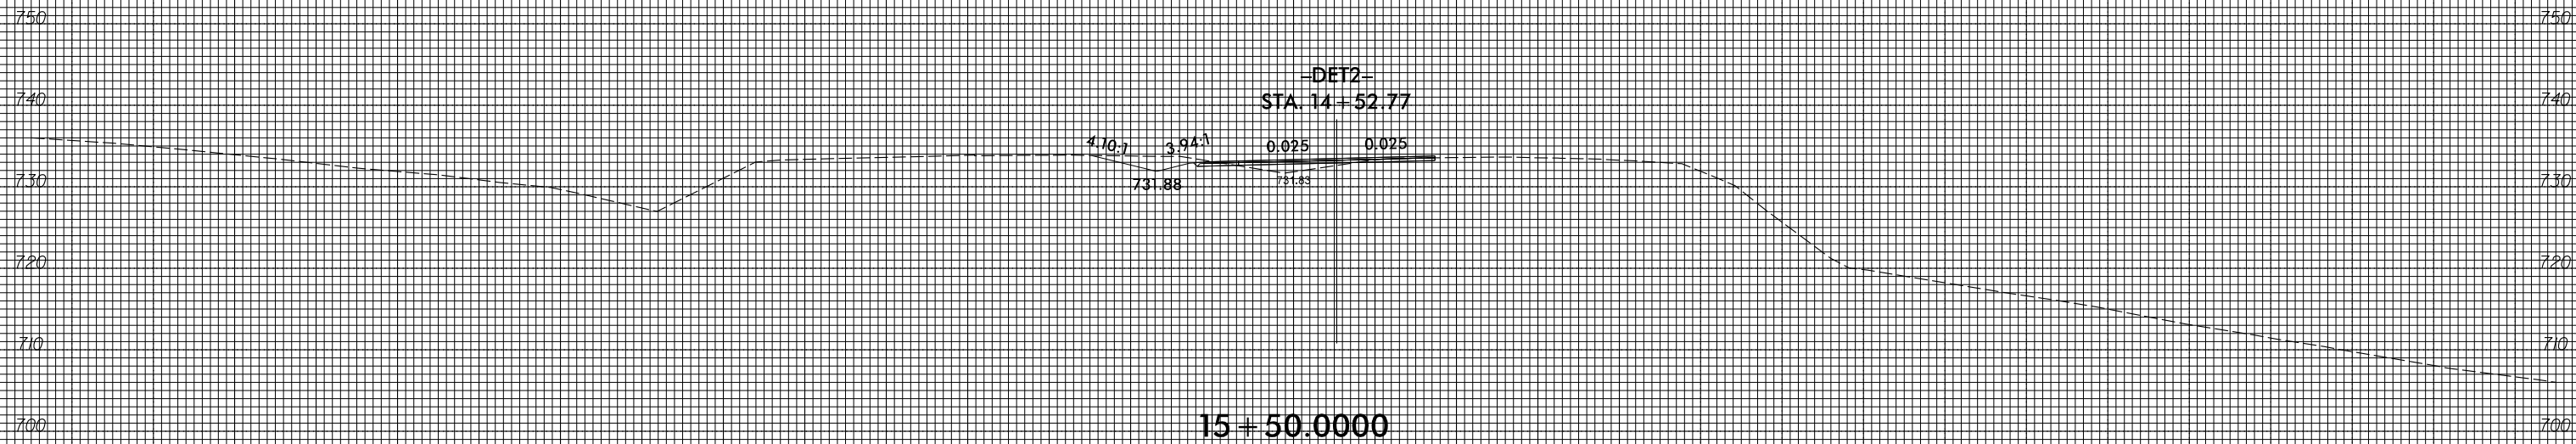 750 750
–DET2–
740 STA. 14+52.77 740
4.10:1 3.94:1 0.025 0.025
730 731.88 731.83 730
720 720
710 710
700 15+50.0000 700